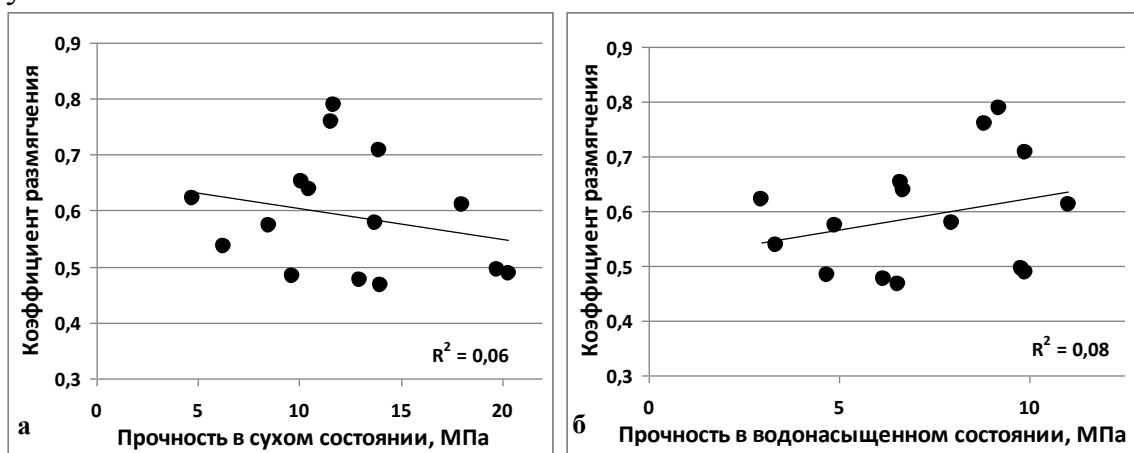 у
0,9
0,8
0,7
0,6
0,5
0,4
0,3
Коэффициент размягчения
R² = 0,06
0 5 10 15 20
а Прочность в сухом состоянии, МПа
0,9
0,8
0,7
0,6
0,5
0,4
0,3
Коэффициент размягчения
R² = 0,08
0 5 10
б Прочность в водонасыщенном состоянии, МПа